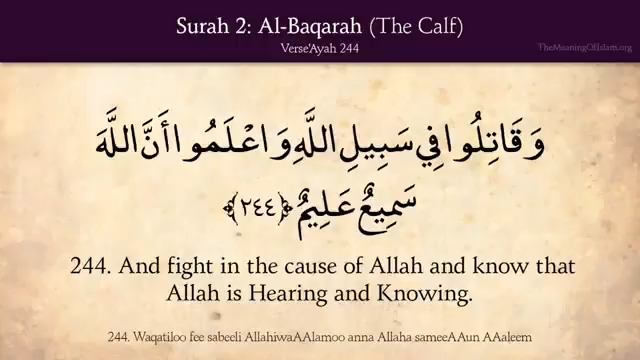 Surah 2: Al-Baqarah (The Calf)
Verse'Ayah 244
TheMeaningOfIslam.org
وَقَاتِلُوا فِي سَبِيلِ اللَّهِ وَاعْلَمُوا أَنَّ اللَّهَ
سَمِيعٌ عَلِيمٌ ﴿٢٤٤﴾
244. And fight in the cause of Allah and know that
Allah is Hearing and Knowing.
244. Waqatiloo fee sabeeli AllahiwaAAlamoo anna Allaha sameeAAun AAaleem